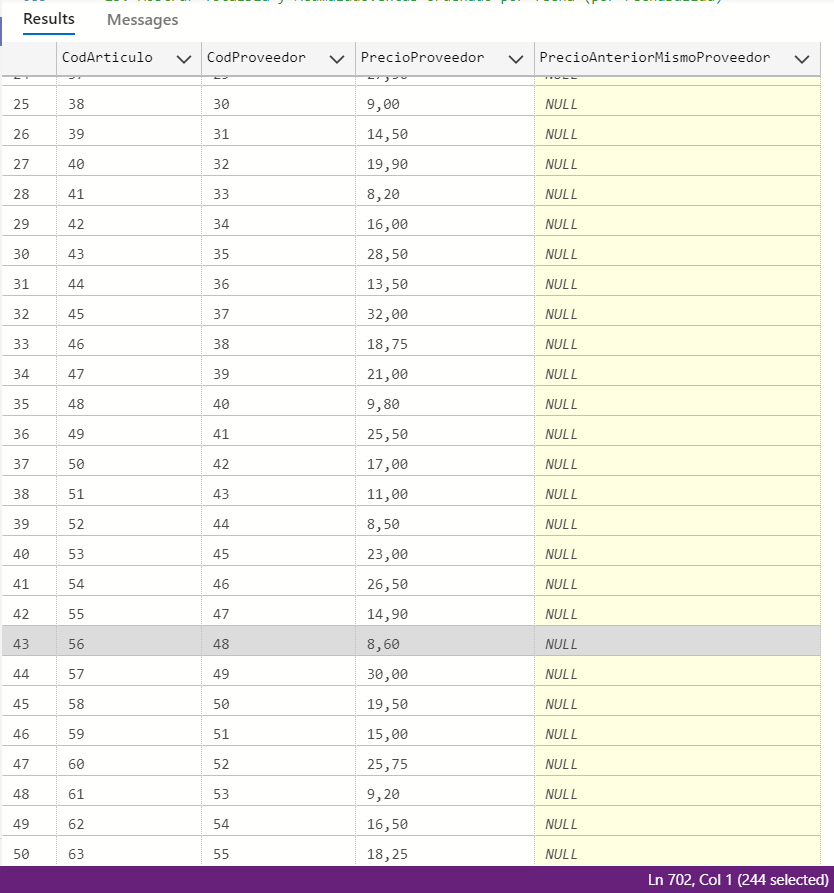 Results Messages
CodArticulo CodProveedor PrecioProveedor PrecioAnteriorMismoProveedor
25 38 30 9,00 NULL
26 39 31 14,50 NULL
27 40 32 19,90 NULL
28 41 33 8,20 NULL
29 42 34 16,00 NULL
30 43 35 28,50 NULL
31 44 36 13,50 NULL
32 45 37 32,00 NULL
33 46 38 18,75 NULL
34 47 39 21,00 NULL
35 48 40 9,80 NULL
36 49 41 25,50 NULL
37 50 42 17,00 NULL
38 51 43 11,00 NULL
39 52 44 8,50 NULL
40 53 45 23,00 NULL
41 54 46 26,50 NULL
42 55 47 14,90 NULL
43 56 48 8,60 NULL
44 57 49 30,00 NULL
45 58 50 19,50 NULL
46 59 51 15,00 NULL
47 60 52 25,75 NULL
48 61 53 9,20 NULL
49 62 54 16,50 NULL
50 63 55 18,25 NULL
Ln 702, Col 1 (244 selected)